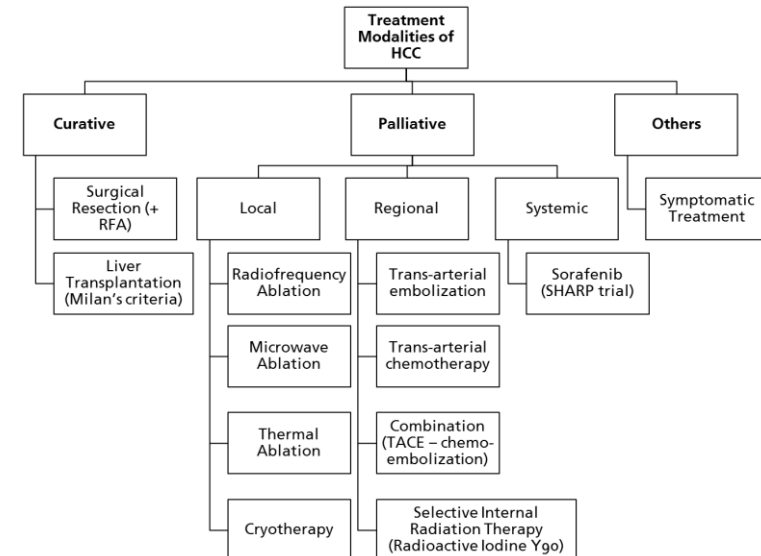 Treatment
Modalities of
HCC
Curative
Palliative
Others
Surgical
Resection (+
RFA)
Liver
Transplantation
(Milan's criteria)
Local
Regional
Systemic
Symptomatic
Treatment
Radiofrequency
Ablation
Trans-arterial
embolization
Sorafenib
(SHARP trial)
Microwave
Ablation
Trans-arterial
chemotherapy
Thermal
Ablation
Combination
(TACE – chemo-
embolization)
Cryotherapy
Selective Internal
Radiation Therapy
(Radioactive Iodine Y90)